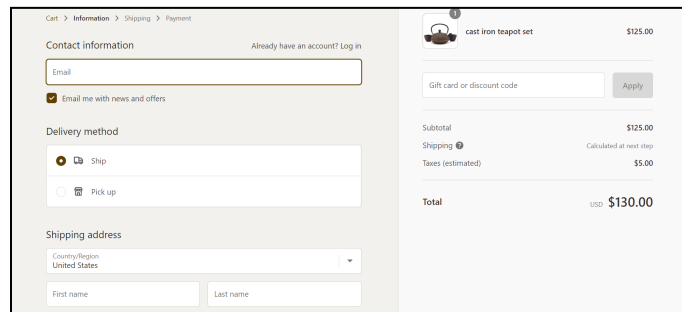 Cart > Information > Shipping > Payment
Contact information
Already have an account? Log in
Email
Email me with news and offers
Delivery method
Ship
Pick up
Shipping address
Country/Region
United States
First name
Last name
1
cast iron teapot set
$125.00
Gift card or discount code
Apply
Subtotal
$125.00
Shipping ?
Calculated at next step
Taxes (estimated)
$5.00
Total
USD $130.00